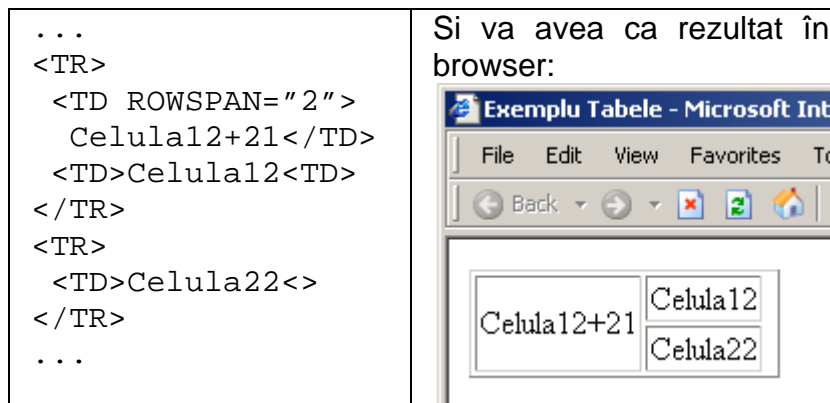 ...
<TR>
<TD ROWSPAN="2">
Celula12+21</TD>
<TD>Celula12<TD>
</TR>
<TR>
<TD>Celula22<>
</TR>
...
Si va avea ca rezultat în
browser:
Exemplu Tabele - Microsoft Int
File Edit View Favorites To
Back
Celula12+21
Celula12
Celula22